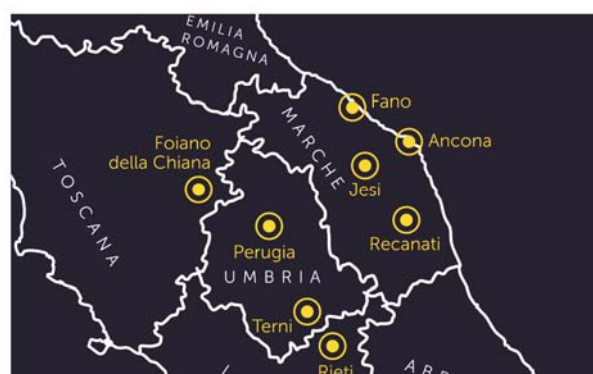 EMILIA
ROMAGNA
Fano
MARCHE
Ancona
Foiano
della Chiana
TOSCANA
Jesi
Recanati
Perugia
UMBRIA
Terni
Rieti